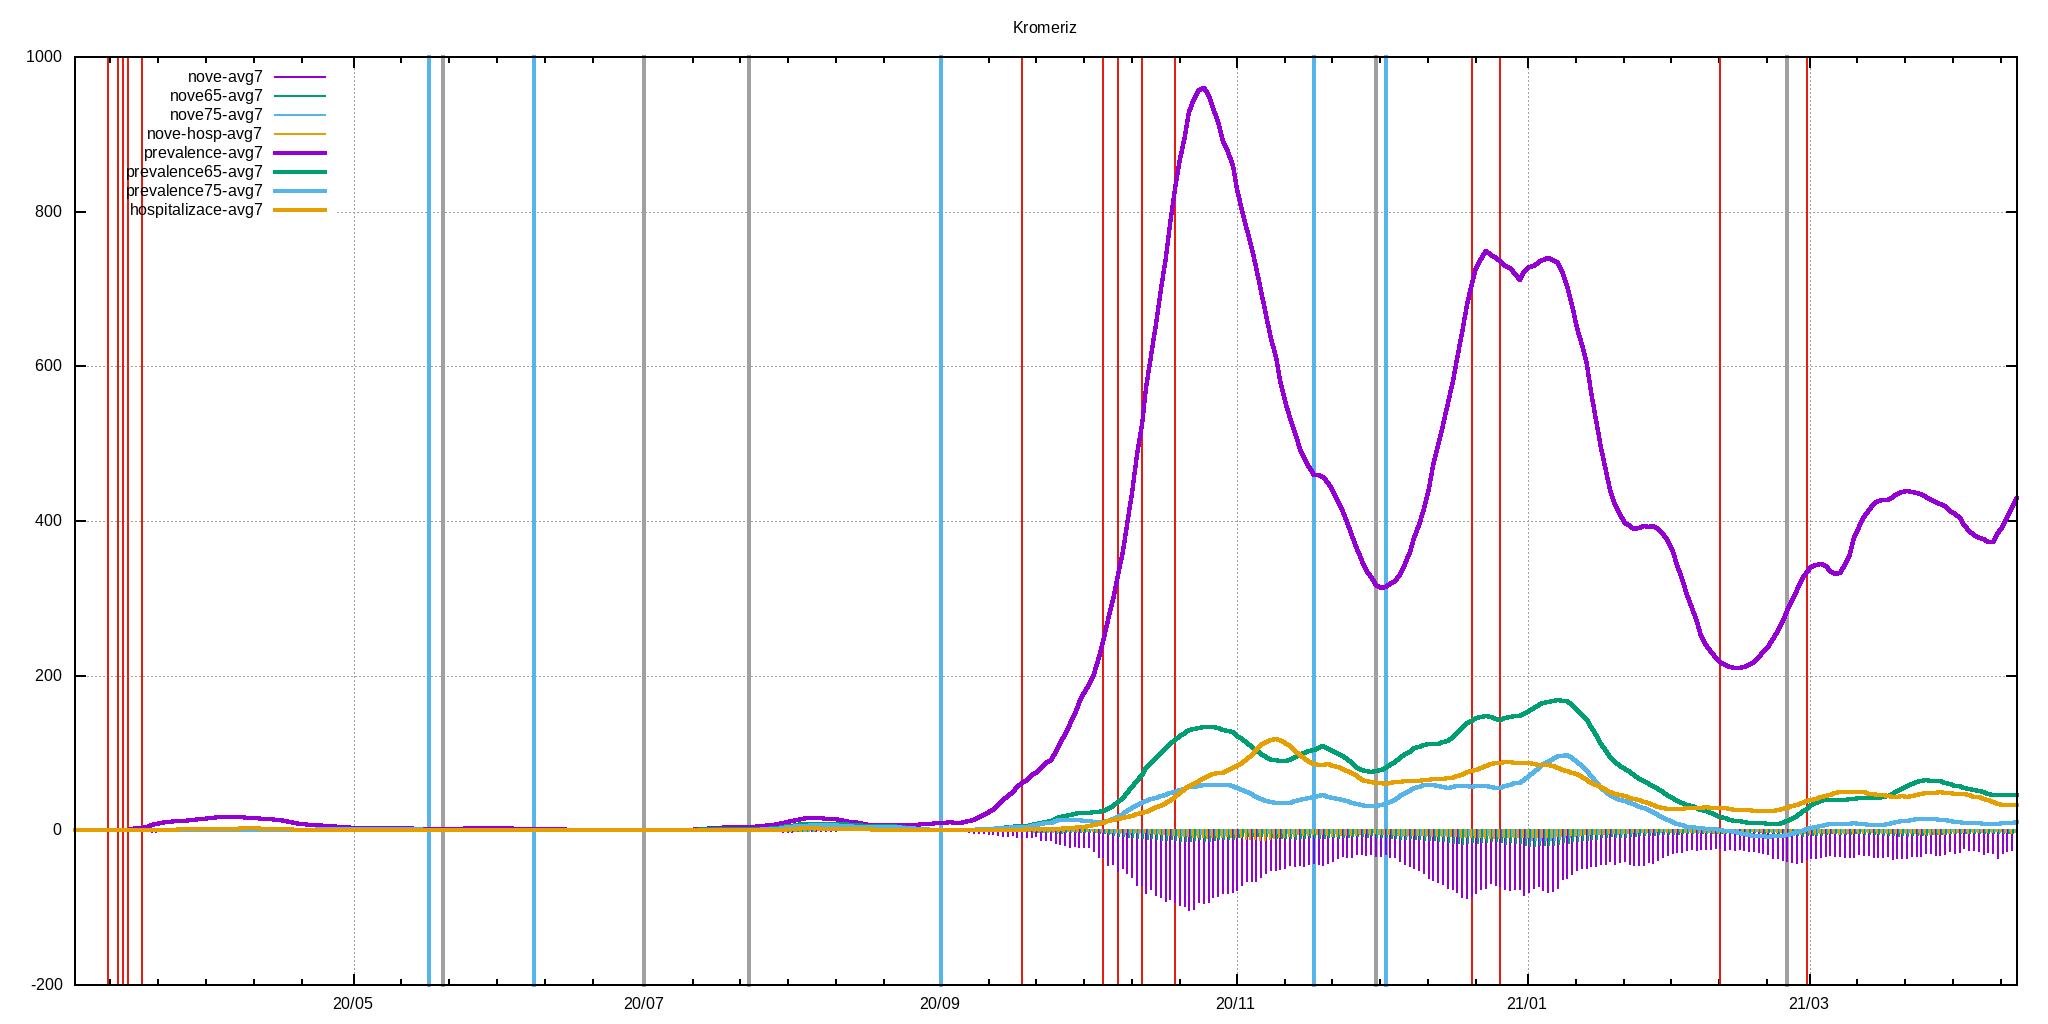 Kromeriz
1000
nove-avg7
nove65-avg7
nove75-avg7
nove-hosp-avg7
prevalence-avg7
prevalence65-avg7
prevalence75-avg7
hospitalizace-avg7
800
600
400
200
0
-200
20/05 20/07 20/09 20/11 21/01 21/03